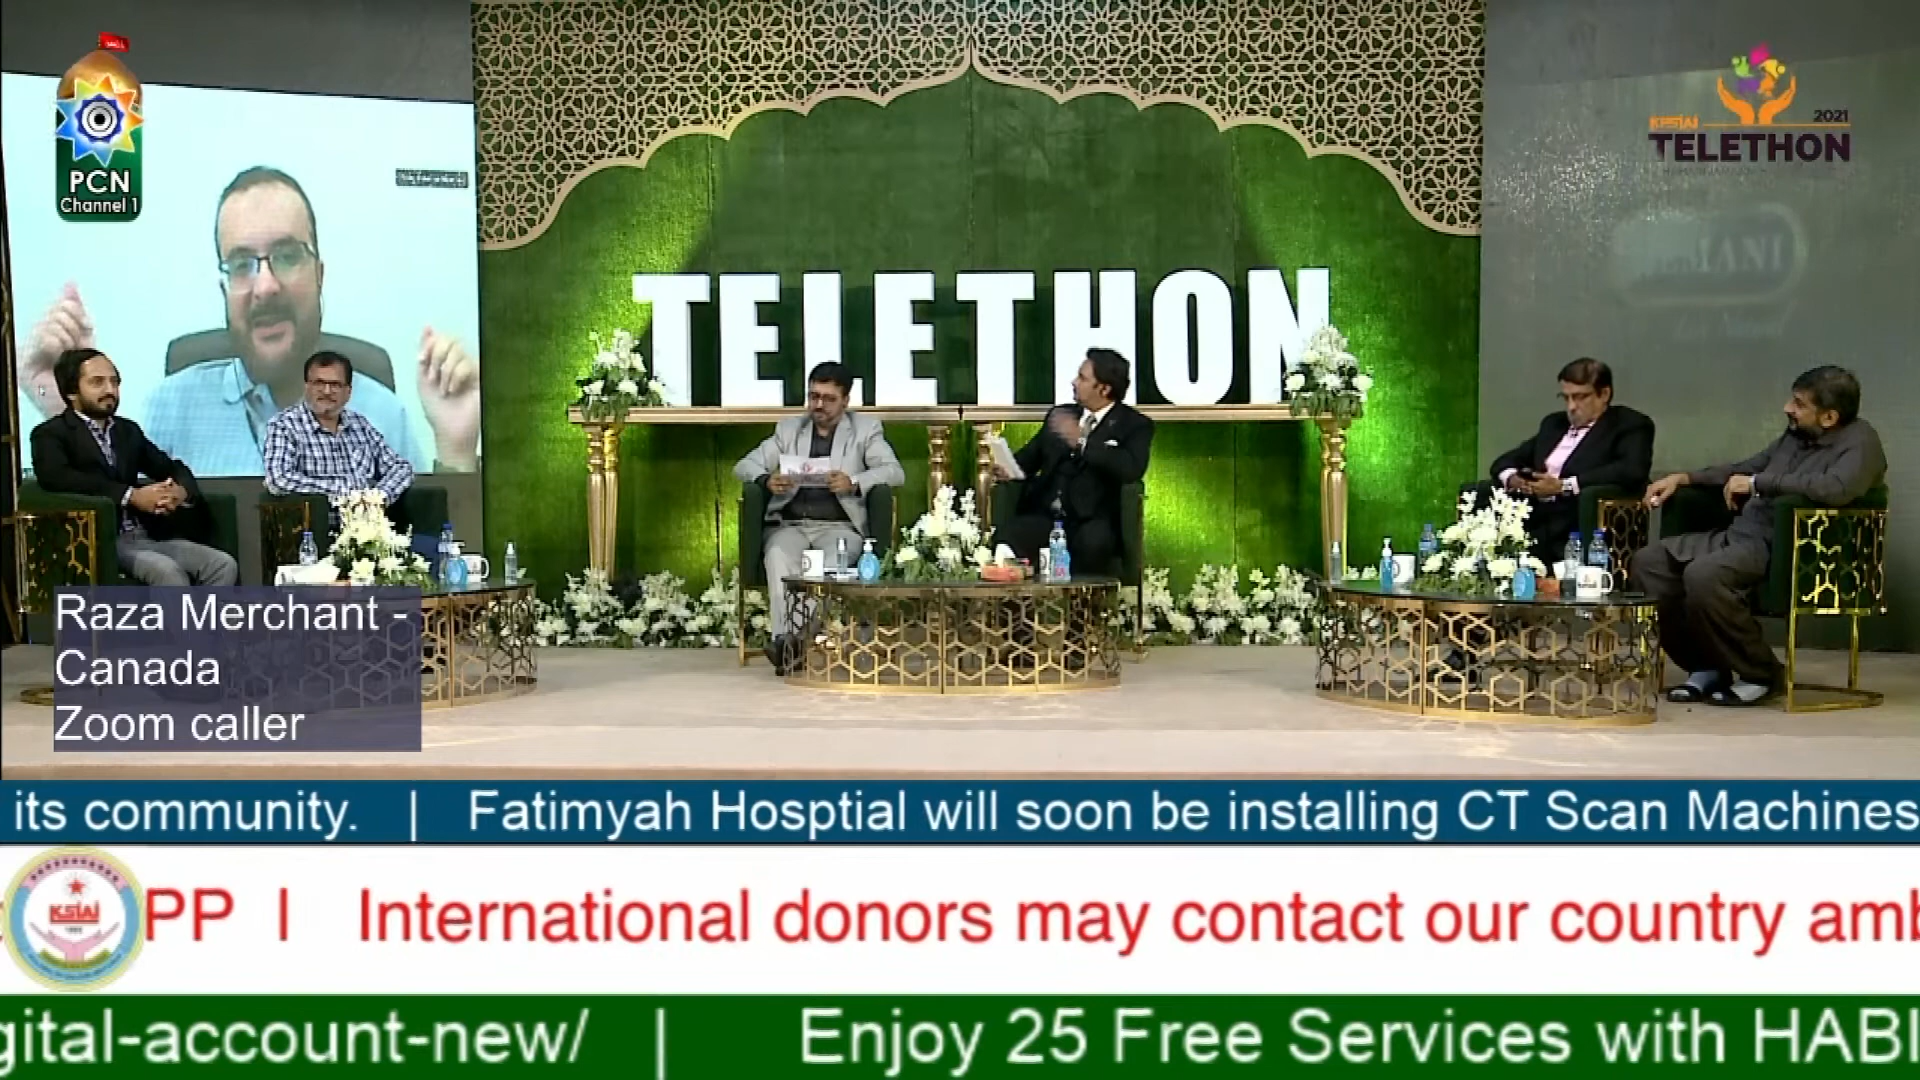 PCN
Channel 1
KPSIAJ 2021
TELETHON
TELETHON
Raza Merchant -
Canada
Zoom caller
its community. | Fatimyah Hosptial will soon be installing CT Scan Machines
PP | International donors may contact our country amb
KSIAJ
gital-account-new/ | Enjoy 25 Free Services with HABI